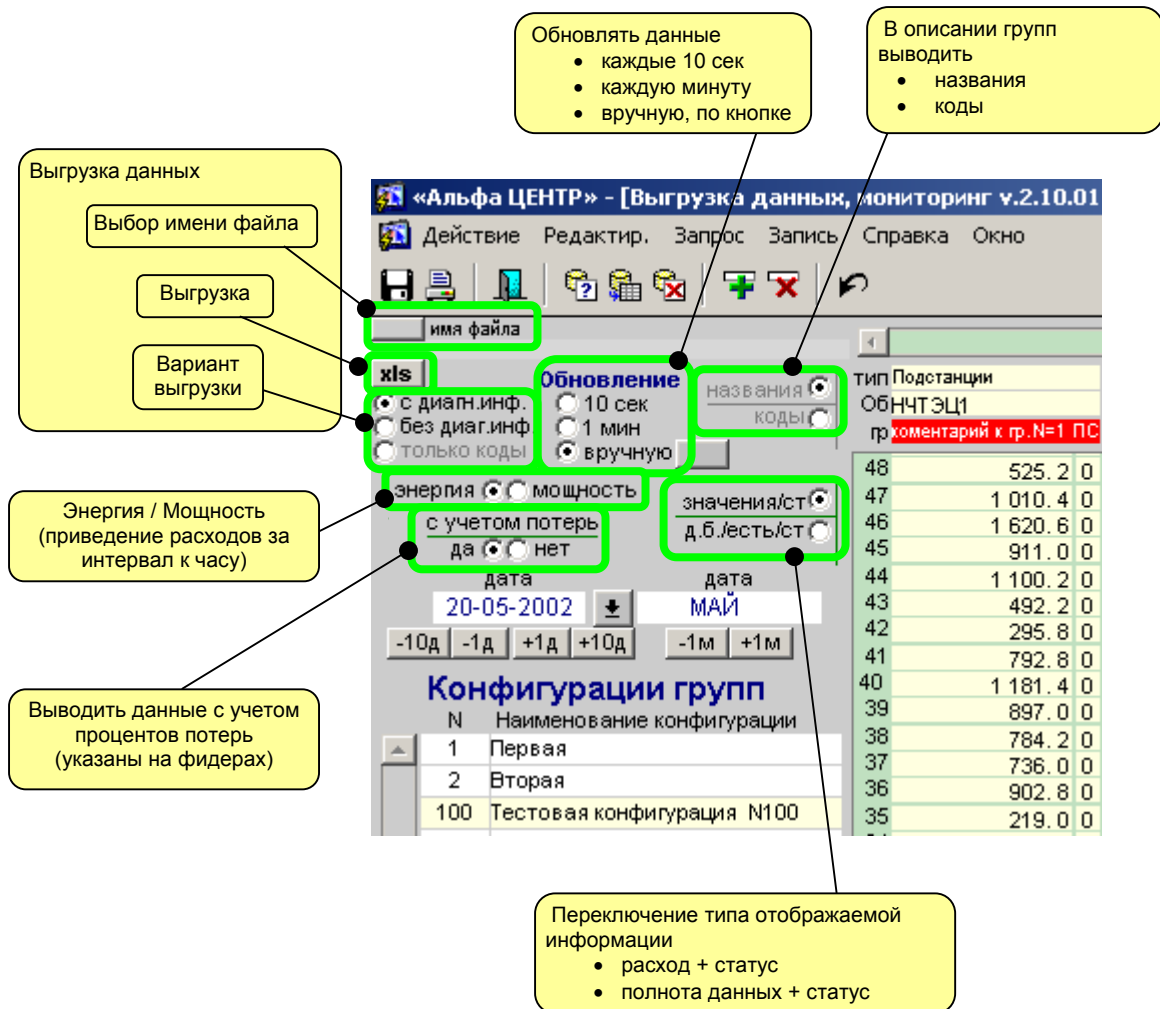 Обновлять данные
• каждые 10 сек
• каждую минуту
• вручную, по кнопке
В описании групп
выводить
• названия
• коды
Выгрузка данных
Выбор имени файла
Выгрузка
Вариант
выгрузки
Энергия / Мощность
(приведение расходов за
интервал к часу)
Выводить данные с учетом
процентов потерь
(указаны на фидерах)
«Альфа ЦЕНТР» - [Выгрузка данных, мониторинг v.2.10.01
Действие Редактир. Запрос Запись Справка Окно
имя файла
xls
с диагн.инф.
без диаг.инф.
только коды
Обновление
10 сек
1 мин
вручную
названия
коды
энергия мощность
с учетом потерь
да нет
значения/ст
д.б./есть/ст
дата дата
20-05-2002 МАЙ
-10д -1д +1д +10д -1м +1м
Конфигурации групп
N Наименование конфигурации
1 Первая
2 Вторая
100 Тестовая конфигурация N100
тип Подстанции
Об НЧТЭЦ1
гр коментарий к гр.N=1 ПС
48 525.2 0
47 1 010.4 0
46 1 620.6 0
45 911.0 0
44 1 100.2 0
43 492.2 0
42 295.8 0
41 792.8 0
40 1 181.4 0
39 897.0 0
38 784.2 0
37 736.0 0
36 902.8 0
35 219.0 0
Переключение типа отображаемой
информации
• расход + статус
• полнота данных + статус